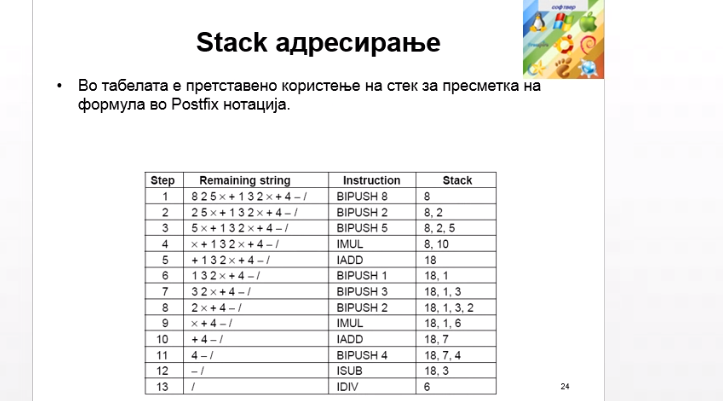 софтвер
Stack адресирање
• Во табелата е претставено користење на стек за пресметка на
формула во Postfix нотација.
Step Remaining string Instruction Stack
1 8 2 5 × + 1 3 2 × + 4 – / BIPUSH 8 8
2 2 5 × + 1 3 2 × + 4 – / BIPUSH 2 8, 2
3 5 × + 1 3 2 × + 4 – / BIPUSH 5 8, 2, 5
4 × + 1 3 2 × + 4 – / IMUL 8, 10
5 + 1 3 2 × + 4 – / IADD 18
6 1 3 2 × + 4 – / BIPUSH 1 18, 1
7 3 2 × + 4 – / BIPUSH 3 18, 1, 3
8 2 × + 4 – / BIPUSH 2 18, 1, 3, 2
9 × + 4 – / IMUL 18, 1, 6
10 + 4 – / IADD 18, 7
11 4 – / BIPUSH 4 18, 7, 4
12 – / ISUB 18, 3
13 / IDIV 6
24